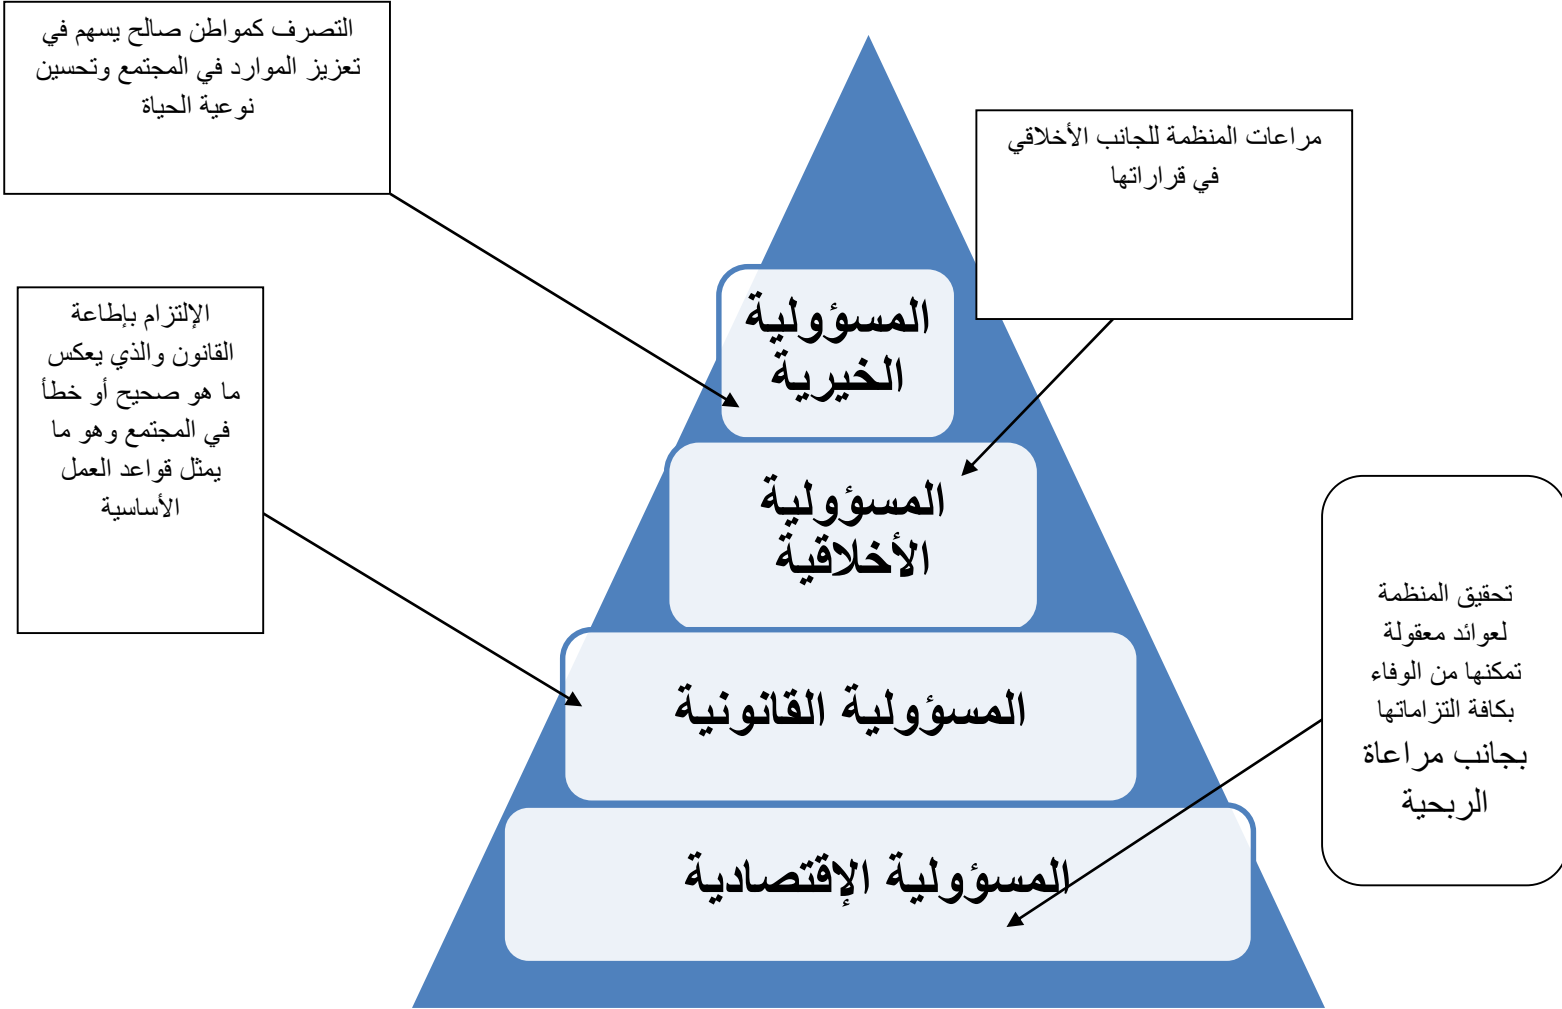 التصرف كمواطن صالح يسهم في
تعزيز الموارد في المجتمع وتحسين
نوعية الحياة
مراعات المنظمة للجانب الأخلاقي
في قراراتها
الإلتزام بإطاعة
القانون والذي يعكس
ما هو صحيح أو خطأ
في المجتمع وهو ما
يمثل قواعد العمل
الأساسية
المسؤولية
الخيرية
المسؤولية
الأخلاقية
المسؤولية القانونية
المسؤولية الإقتصادية
تحقيق المنظمة
لعوائد معقولة
تمكنها من الوفاء
بكافة التزاماتها
بجانب مراعاة
الربحية